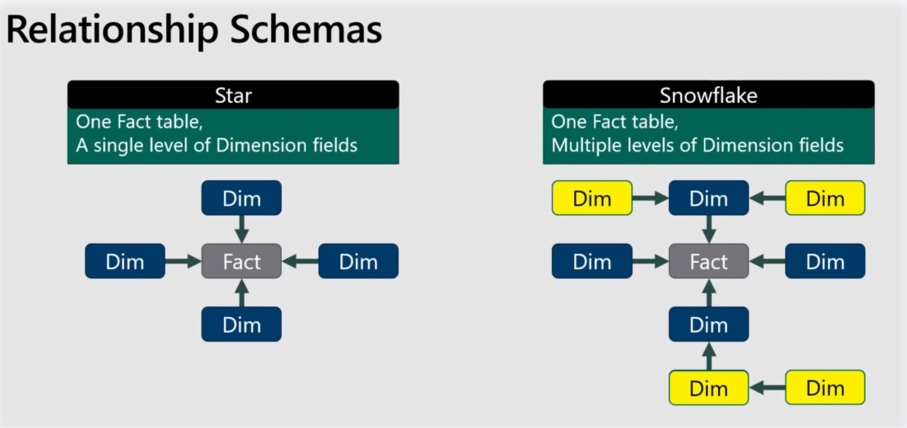 Relationship Schemas
Star
One Fact table,
A single level of Dimension fields
Dim
Dim
Fact
Dim
Dim
Snowflake
One Fact table,
Multiple levels of Dimension fields
Dim
Dim
Dim
Dim
Fact
Dim
Dim
Dim
Dim